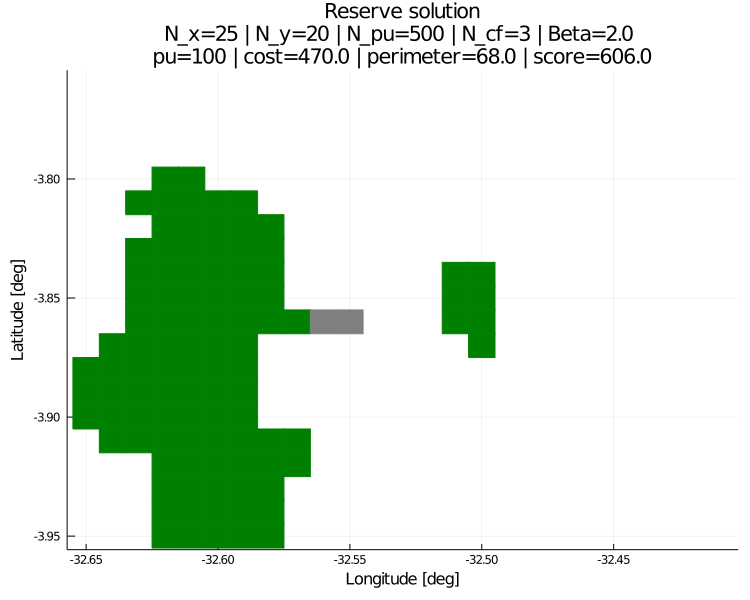 Reserve solution
N_x=25 | N_y=20 | N_pu=500 | N_cf=3 | Beta=2.0
pu=100 | cost=470.0 | perimeter=68.0 | score=606.0
-3.80
-3.85
-3.90
-3.95
Latitude [deg]
-32.65 -32.60 -32.55 -32.50 -32.45
Longitude [deg]